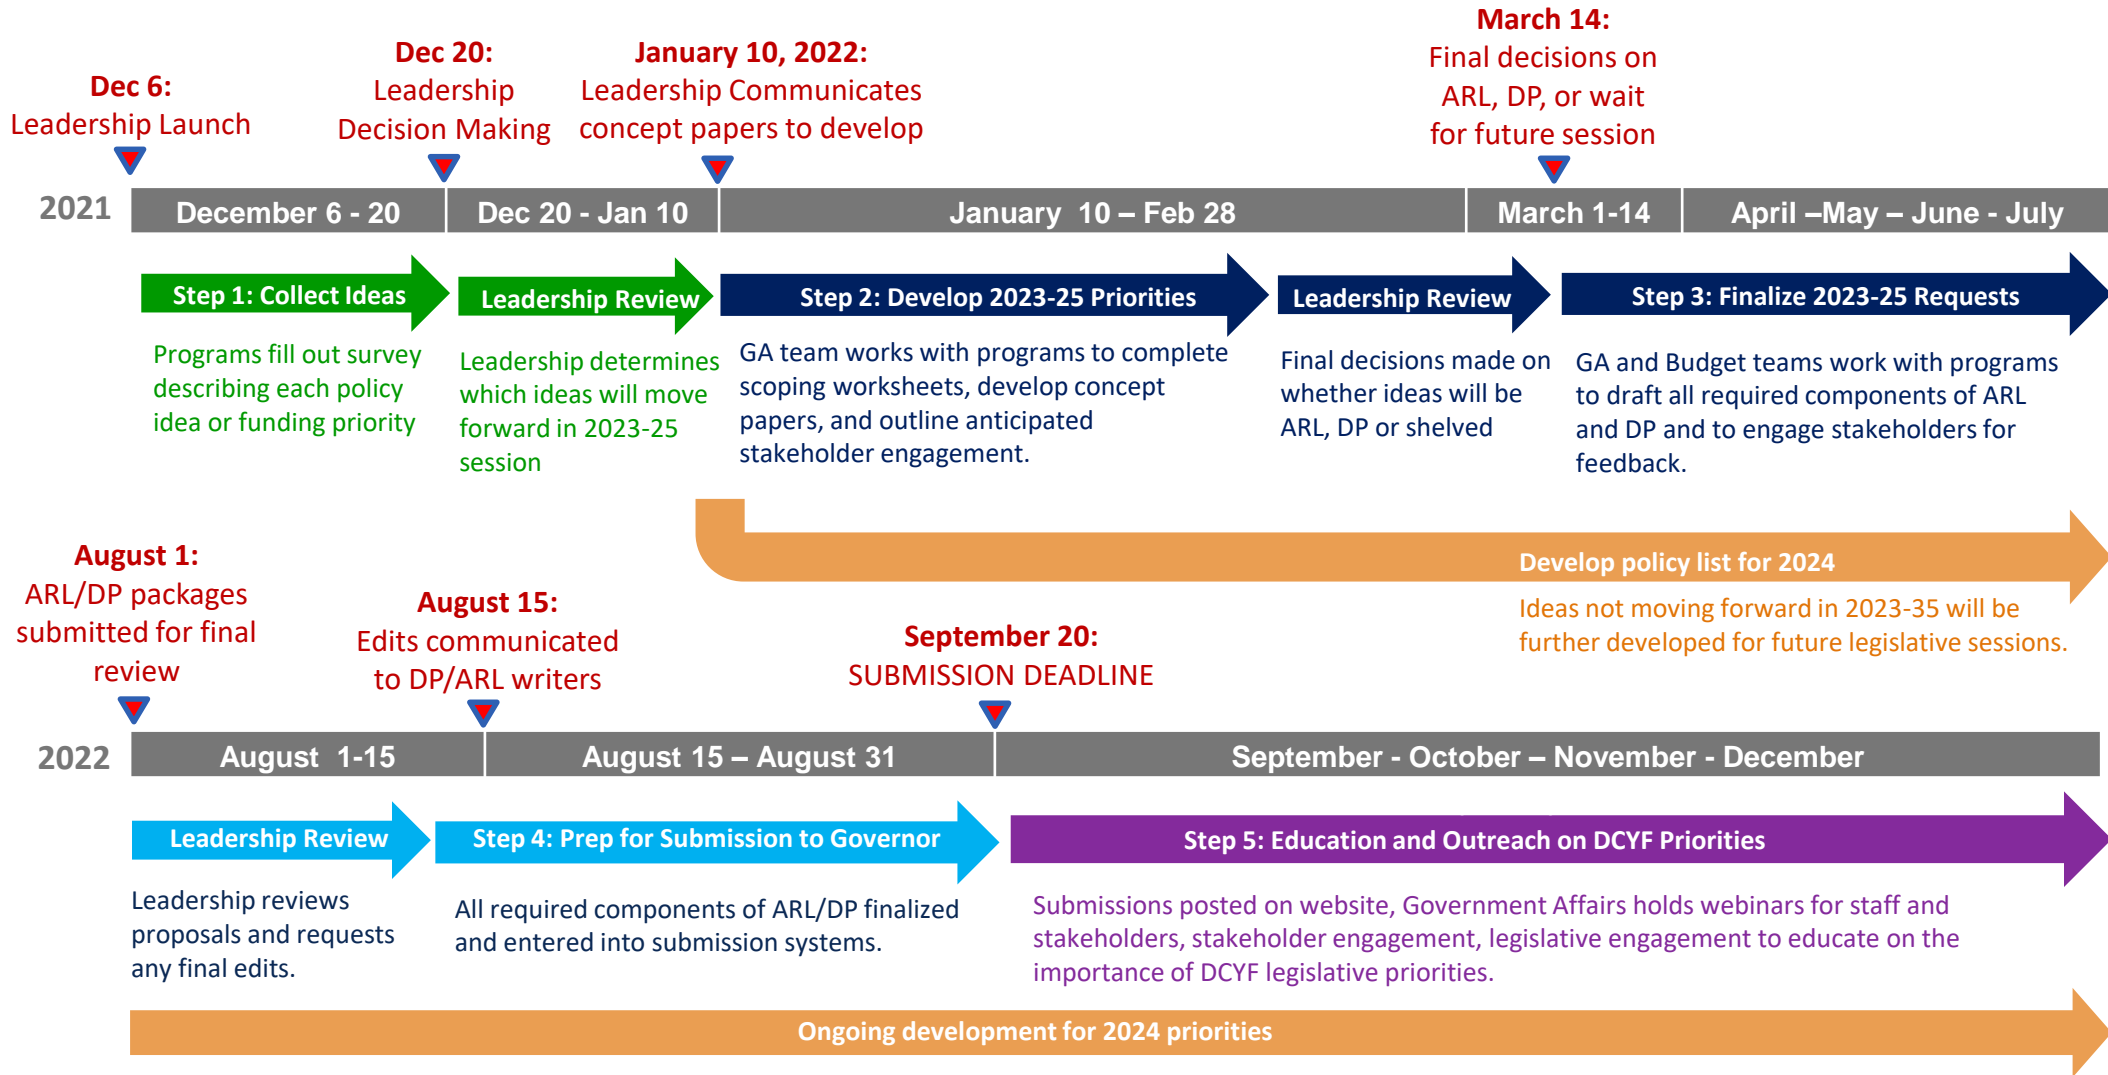 March 14:
Final decisions on
ARL, DP, or wait
for future session
Dec 20:
Leadership
Decision Making
January 10, 2022:
Leadership Communicates
concept papers to develop
Dec 6:
Leadership Launch
2021
December 6 - 20
Dec 20 - Jan 10
January  10 – Feb 28
March 1-14
April –May – June - July
Step 1: Collect Ideas
Leadership Review
Step 2: Develop 2023-25 Priorities
Leadership Review
Step 3: Finalize 2023-25 Requests
Programs fill out survey
describing each policy
idea or funding priority
Leadership determines
which ideas will move
forward in 2023-25
session
GA team works with programs to complete
scoping worksheets, develop concept
papers, and outline anticipated
stakeholder engagement.
Final decisions made on
whether ideas will be
ARL, DP or shelved
GA and Budget teams work with programs
to draft all required components of ARL
and DP and to engage stakeholders for
feedback.
Develop policy list for 2024
Ideas not moving forward in 2023-35 will be
further developed for future legislative sessions.
August 1:
ARL/DP packages
submitted for final
review
August 15:
Edits communicated
to DP/ARL writers
September 20:
SUBMISSION DEADLINE
2022
August  1-15
August 15 – August 31
September - October – November - December
Leadership Review
Step 4: Prep for Submission to Governor
Step 5: Education and Outreach on DCYF Priorities
Leadership reviews
proposals and requests
any final edits.
All required components of ARL/DP finalized
and entered into submission systems.
Submissions posted on website, Government Affairs holds webinars for staff and
stakeholders, stakeholder engagement, legislative engagement to educate on the
importance of DCYF legislative priorities.
Ongoing development for 2024 priorities